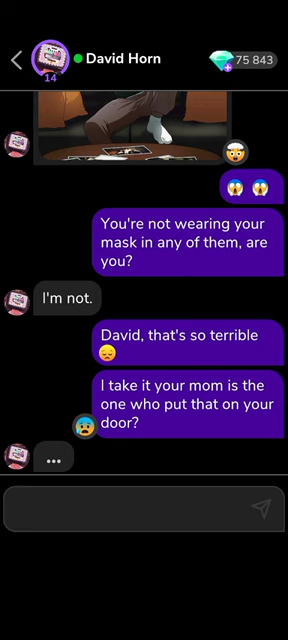 David Horn
75 843
14
You're not wearing your
mask in any of them, are
you?
I'm not.
David, that's so terrible
I take it your mom is the
one who put that on your
door?
...